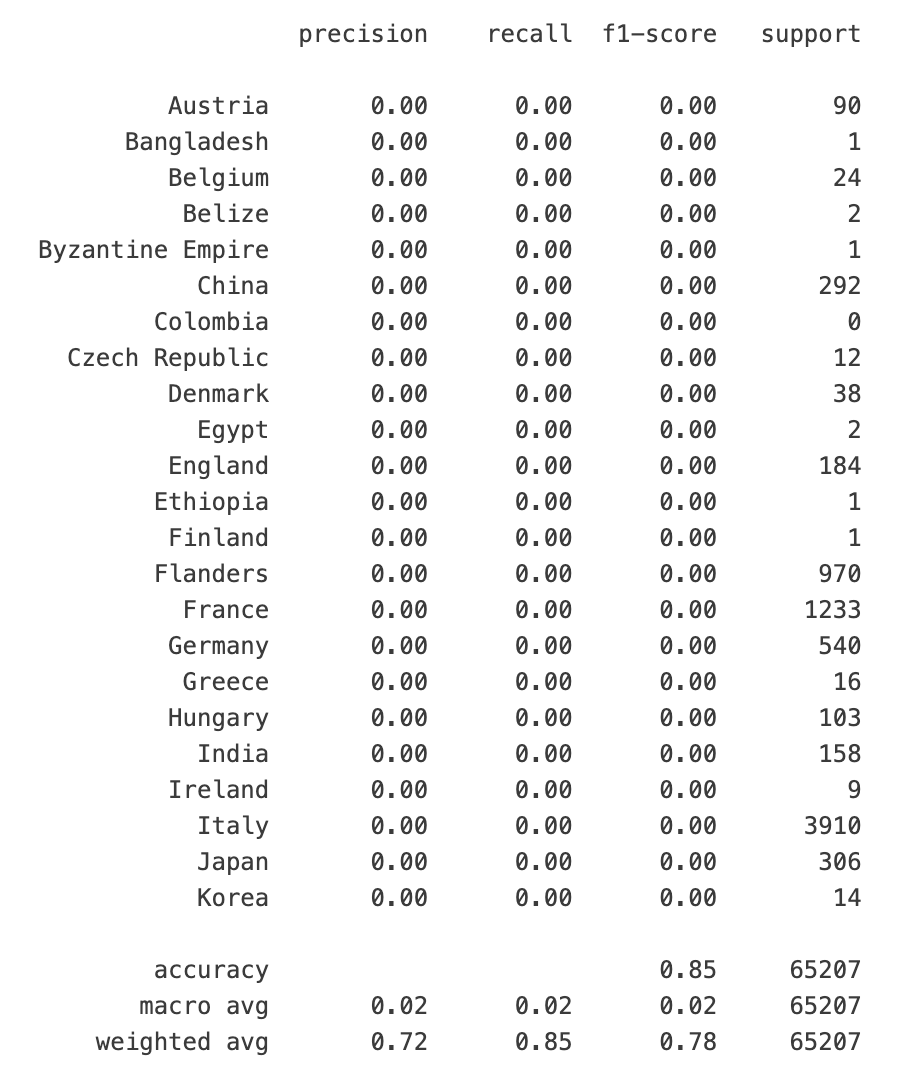 precision recall f1-score support
Austria 0.00 0.00 0.00 90
Bangladesh 0.00 0.00 0.00 1
Belgium 0.00 0.00 0.00 24
Belize 0.00 0.00 0.00 2
Byzantine Empire 0.00 0.00 0.00 1
China 0.00 0.00 0.00 292
Colombia 0.00 0.00 0.00 0
Czech Republic 0.00 0.00 0.00 12
Denmark 0.00 0.00 0.00 38
Egypt 0.00 0.00 0.00 2
England 0.00 0.00 0.00 184
Ethiopia 0.00 0.00 0.00 1
Finland 0.00 0.00 0.00 1
Flanders 0.00 0.00 0.00 970
France 0.00 0.00 0.00 1233
Germany 0.00 0.00 0.00 540
Greece 0.00 0.00 0.00 16
Hungary 0.00 0.00 0.00 103
India 0.00 0.00 0.00 158
Ireland 0.00 0.00 0.00 9
Italy 0.00 0.00 0.00 3910
Japan 0.00 0.00 0.00 306
Korea 0.00 0.00 0.00 14
accuracy 0.85 65207
macro avg 0.02 0.02 0.02 65207
weighted avg 0.72 0.85 0.78 65207